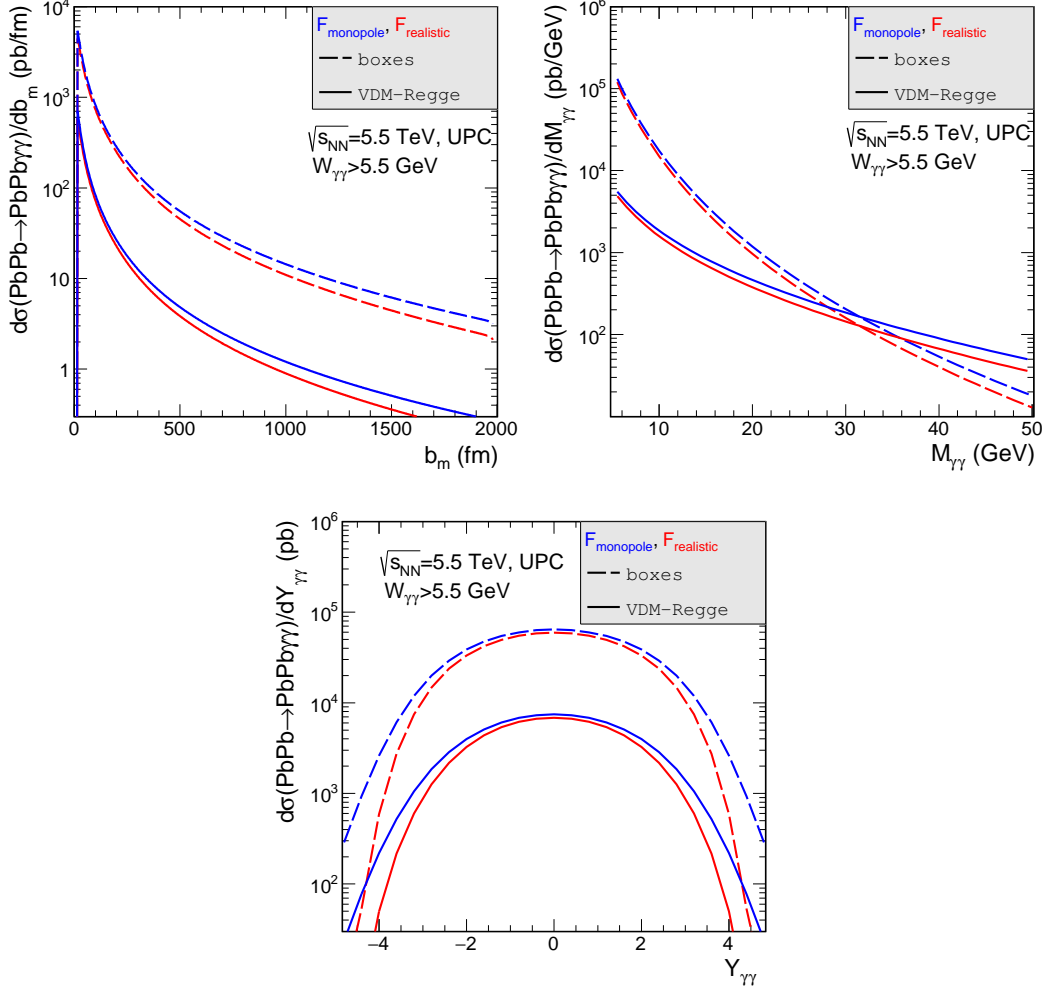 dσ(PbPb→PbPbγγ)/db_m (pb/fm)
10^4
10^3
10^2
10
1
F_monopole, F_realistic
boxes
VDM-Regge
√s_NN=5.5 TeV, UPC
W_γγ>5.5 GeV
0 500 1000 1500 2000
b_m (fm)
dσ(PbPb→PbPbγγ)/dM_γγ (pb/GeV)
10^6
10^5
10^4
10^3
10^2
10
F_monopole, F_realistic
boxes
VDM-Regge
√s_NN=5.5 TeV, UPC
W_γγ>5.5 GeV
10 20 30 40 50
M_γγ (GeV)
dσ(PbPb→PbPbγγ)/dY_γγ (pb)
10^6
10^5
10^4
10^3
10^2
√s_NN=5.5 TeV, UPC
W_γγ>5.5 GeV
F_monopole, F_realistic
boxes
VDM-Regge
−4 −2 0 2 4
Y_γγ